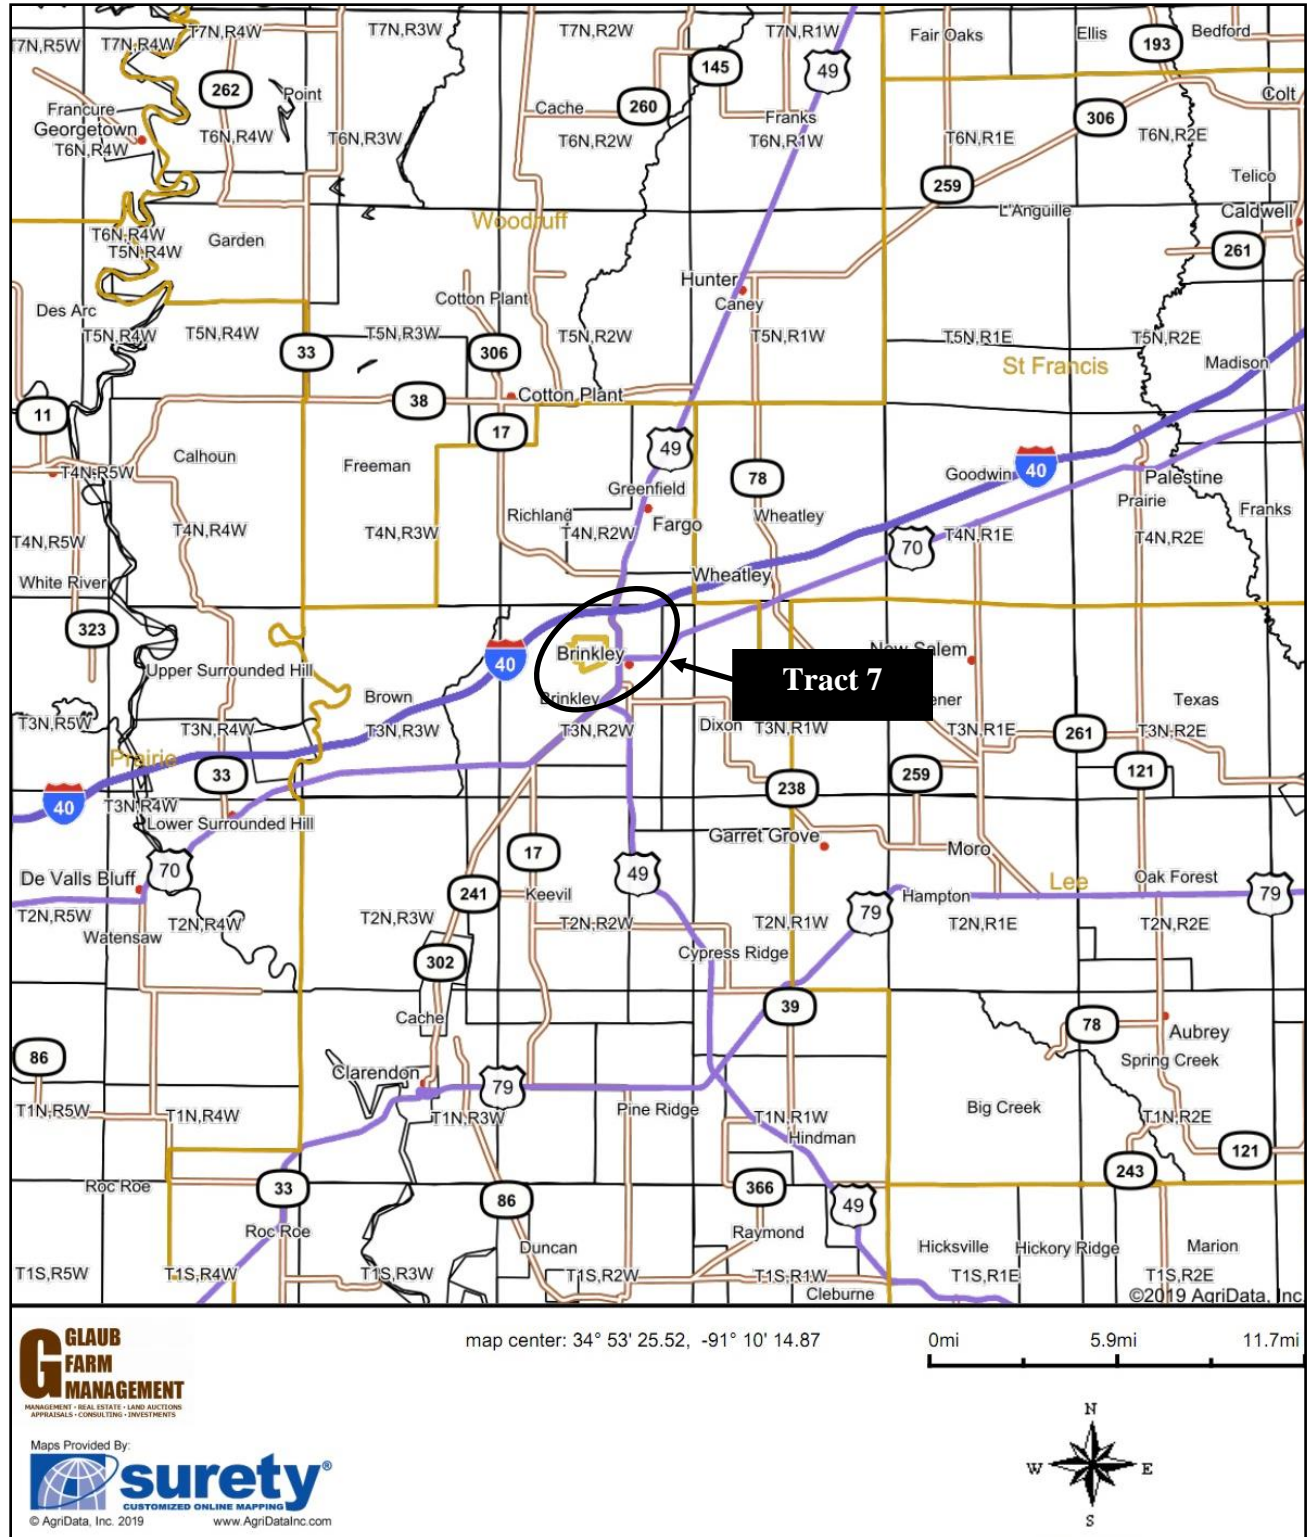 T7N,R5W
T7N,R4W
T7N,R4W
T7N,R3W
T7N,R2W
T7N,R1W
49
Fair Oaks
Ellis
193
Bedford
262
Point
145
Francure
Georgetown
T6N,R4W
T6N,R4W
T6N,R3W
Cache
260
T6N,R2W
Franks
T6N,R1W
306
Colt
T6N,R1E
T6N,R2E
259
Telico
L'Anguille
Caldwell
Woodruff
T6N,R4W
T5N,R4W
Garden
261
Hunter
Caney
Des Arc
Cotton Plant
T5N,R4W
T5N,R4W
33
T5N,R3W
306
T5N,R2W
T5N,R1W
T5N,R1E
T5N,R2E
St Francis
Madison
11
38
Cotton Plant
17
49
Calhoun
Freeman
78
Goodwin
40
T4N,R5W
Palestine
Greenfield
Prairie
Richland
Fargo
Wheatley
Franks
T4N,R5W
T4N,R4W
T4N,R3W
T4N,R2W
70
T4N,R1E
T4N,R2E
White River
Wheatley
323
40
Brinkley
New Salem
Tract 7
Upper Surrounded Hill
Brown
Brinkley
Texas
T3N,R5W
T3N,R4W
T3N,R3W
T3N,R2W
Dixon
T3N,R1W
T3N,R1E
261
T3N,R2E
Prairie
33
259
121
40
T3N,R4W
238
Lower Surrounded Hill
Garret Grove
Moro
17
De Valls Bluff
70
49
Lee
Oak Forest
241
Keevil
79
Hampton
79
T2N,R5W
T2N,R4W
T2N,R3W
T2N,R2W
T2N,R1W
T2N,R1E
T2N,R2E
Watensaw
302
Cypress Ridge
39
Cache
78
Aubrey
86
Spring Creek
Clarendon
79
T1N,R5W
T1N,R4W
T1N,R3W
Pine Ridge
T1N,R1W
Big Creek
T1N,R2E
Hindman
121
243
Roc Roe
33
86
366
49
Roc Roe
Raymond
Duncan
Hicksville
Hickory Ridge
Marion
T1S,R5W
T1S,R4W
T1S,R3W
T1S,R2W
T1S,R1W
T1S,R1E
T1S,R2E
Cleburne
©2019 AgriData, Inc.
GLAUB
FARM
MANAGEMENT
MANAGEMENT • REAL ESTATE • LAND AUCTIONS
APPRAISALS • CONSULTING • INVESTMENTS
map center: 34° 53' 25.52, -91° 10' 14.87
0mi 5.9mi 11.7mi
Maps Provided By:
surety®
CUSTOMIZED ONLINE MAPPING
© AgriData, Inc. 2019 www.AgriDataInc.com
N
W E
S